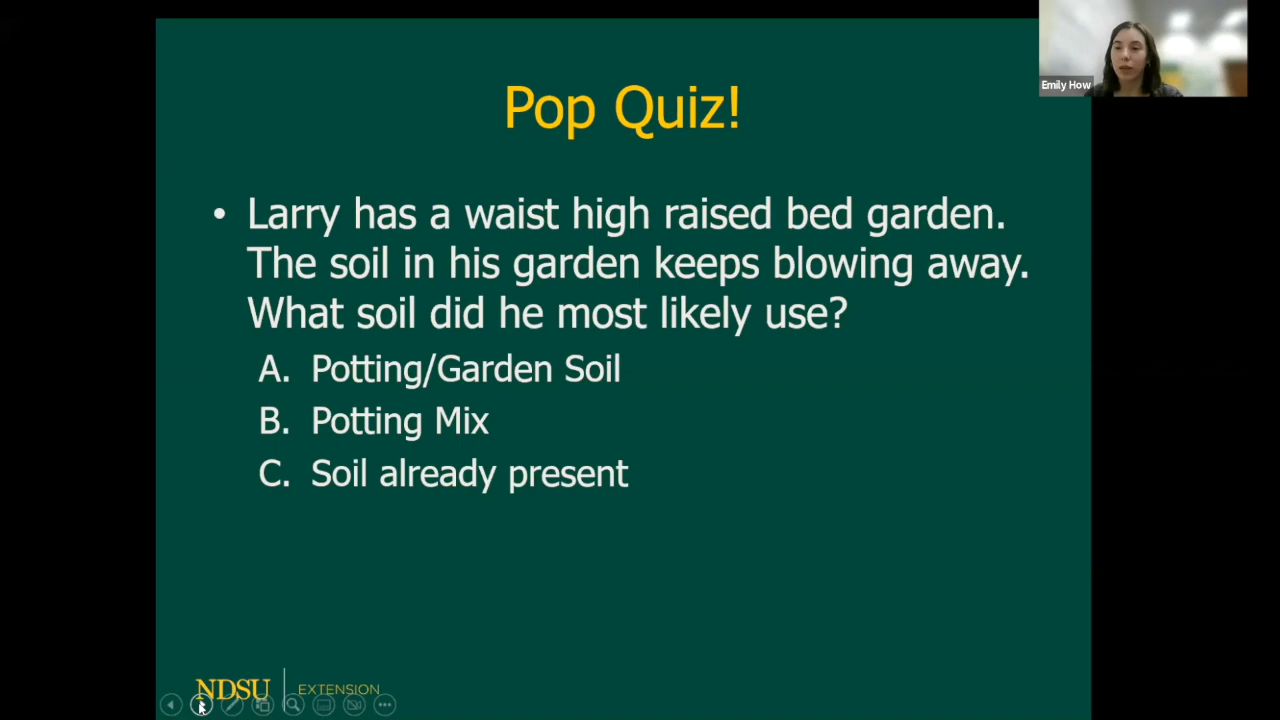 Emily How
Pop Quiz!
• Larry has a waist high raised bed garden.
The soil in his garden keeps blowing away.
What soil did he most likely use?
A. Potting/Garden Soil
B. Potting Mix
C. Soil already present
NDSU | EXTENSION